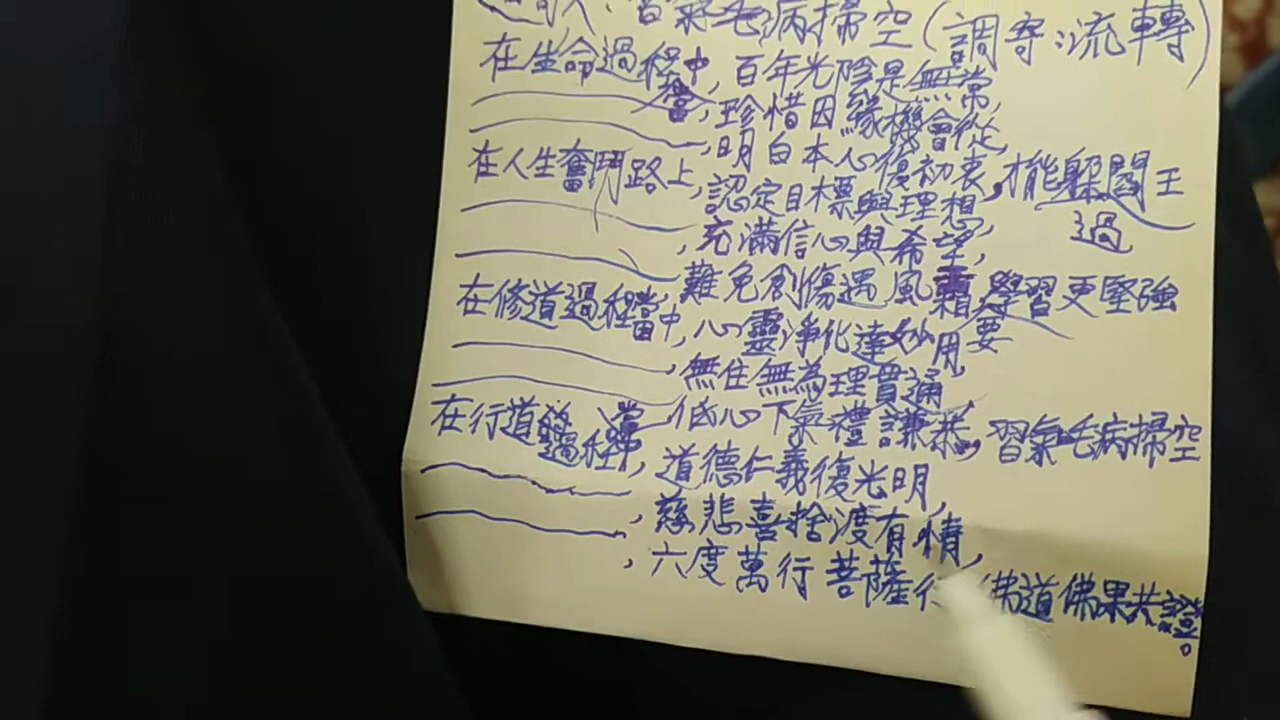 習氣毛病掃空(調寄:流轉)
在生命過程當中,百年光陰是無常,
,珍惜因緣機會從
,明白本心復初衷,才能躲閻王過
在人生奮鬥路上,認定目標與理想,
,充滿信心與希望,
,難免創傷遇風霜,學習更堅強
在修道過程當中,心靈淨化達妙用,要
,無住無為理貫通,
低心下氣禮謙恭,習氣毛病掃空
在行道過程當中,道德仁義復光明,
,慈悲喜捨渡有情,
,六度萬行菩薩行 佛道佛果共證。